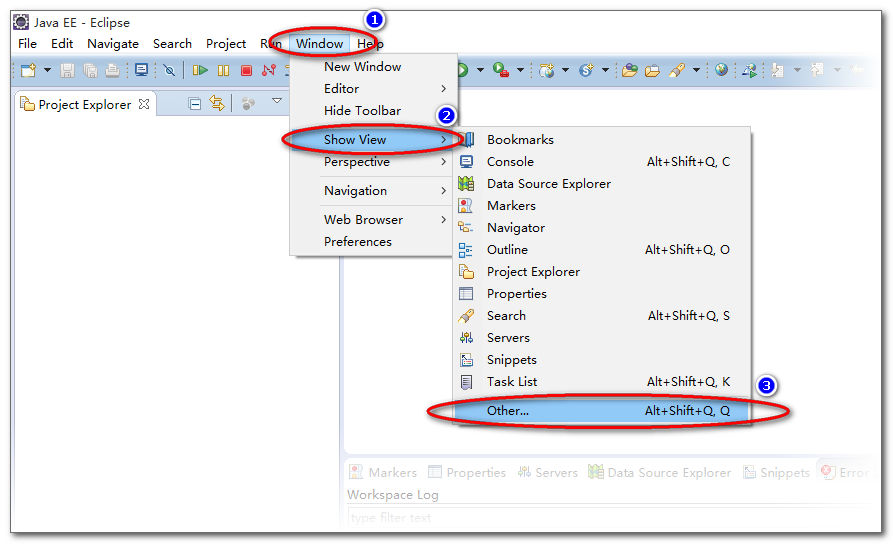 Java EE - Eclipse
1
File Edit Navigate Search Project Run Window Help
Project Explorer
New Window
Editor
Hide Toolbar
2
Show View
Perspective
Navigation
Web Browser
Preferences
Bookmarks
Console Alt+Shift+Q, C
Data Source Explorer
Markers
Navigator
Outline Alt+Shift+Q, O
Project Explorer
Properties
Search Alt+Shift+Q, S
Servers
Snippets
Task List Alt+Shift+Q, K
3
Other... Alt+Shift+Q, Q
Markers Properties Servers Data Source Explorer Snippets Error
Workspace Log
type filter text